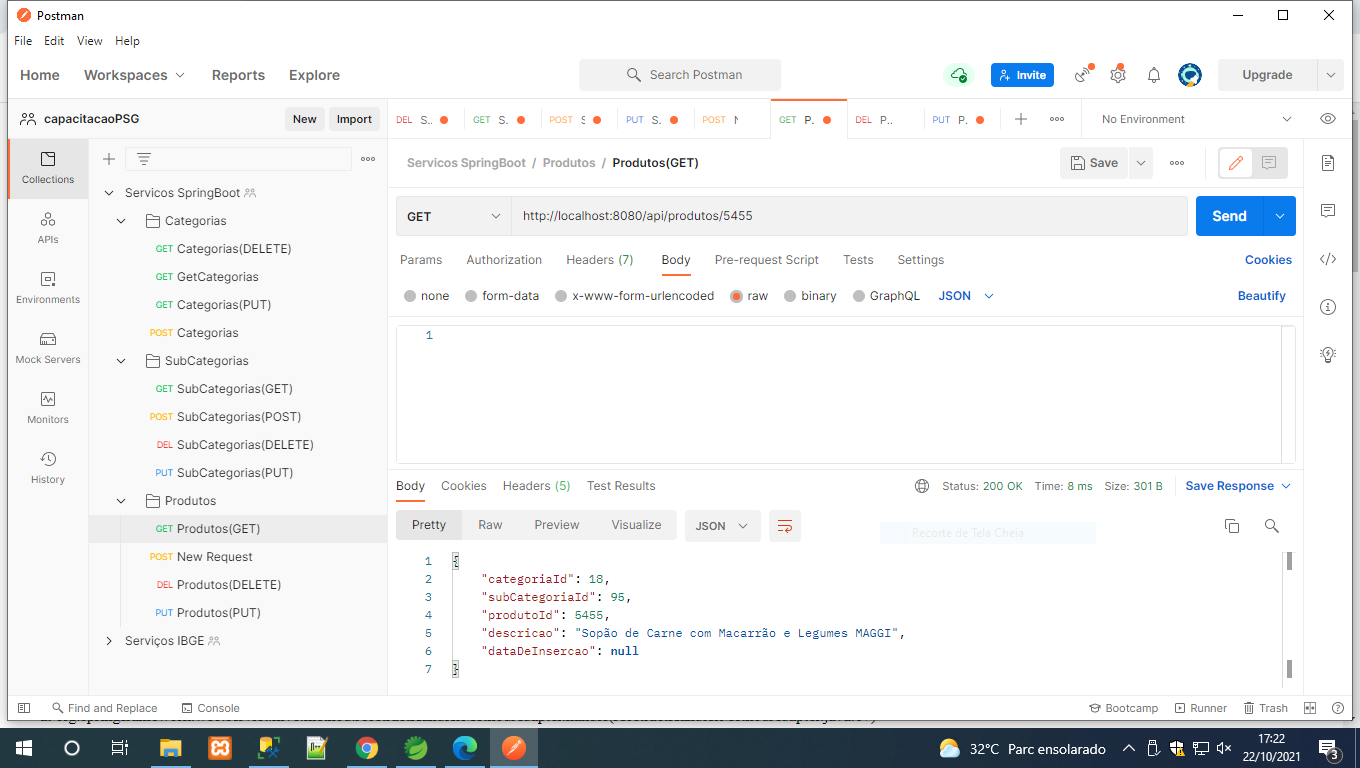 Postman
File Edit View Help
Home Workspaces Reports Explore Search Postman Invite Upgrade
capacitacaoPSG New Import DEL S.. GET S. POST S PUT S. POST N GET P. DEL P.. PUT P. No Environment
Collections
APIs
Environments
Mock Servers
Monitors
History
Servicos SpringBoot
Categorias
GET Categorias(DELETE)
GET GetCategorias
GET Categorias(PUT)
POST Categorias
SubCategorias
GET SubCategorias(GET)
POST SubCategorias(POST)
DEL SubCategorias(DELETE)
PUT SubCategorias(PUT)
Produtos
GET Produtos(GET)
POST New Request
DEL Produtos(DELETE)
PUT Produtos(PUT)
Serviços IBGE
Servicos SpringBoot / Produtos / Produtos(GET) Save
GET http://localhost:8080/api/produtos/5455 Send
Params Authorization Headers (7) Body Pre-request Script Tests Settings Cookies
none form-data x-www-form-urlencoded raw binary GraphQL JSON Beautify
1
Body Cookies Headers (5) Test Results Status: 200 OK Time: 8 ms Size: 301 B Save Response
Pretty Raw Preview Visualize JSON Recorte de Tela Cheia
1 {
2 "categoriaId": 18,
3 "subCategoriaId": 95,
4 "produtoId": 5455,
5 "descricao": "Sopão de Carne com Macarrão e Legumes MAGGI",
6 "dataDeInsercao": null
7 }
Find and Replace Console Bootcamp Runner Trash
32°C Parc ensolarado 17:22
22/10/2021 3